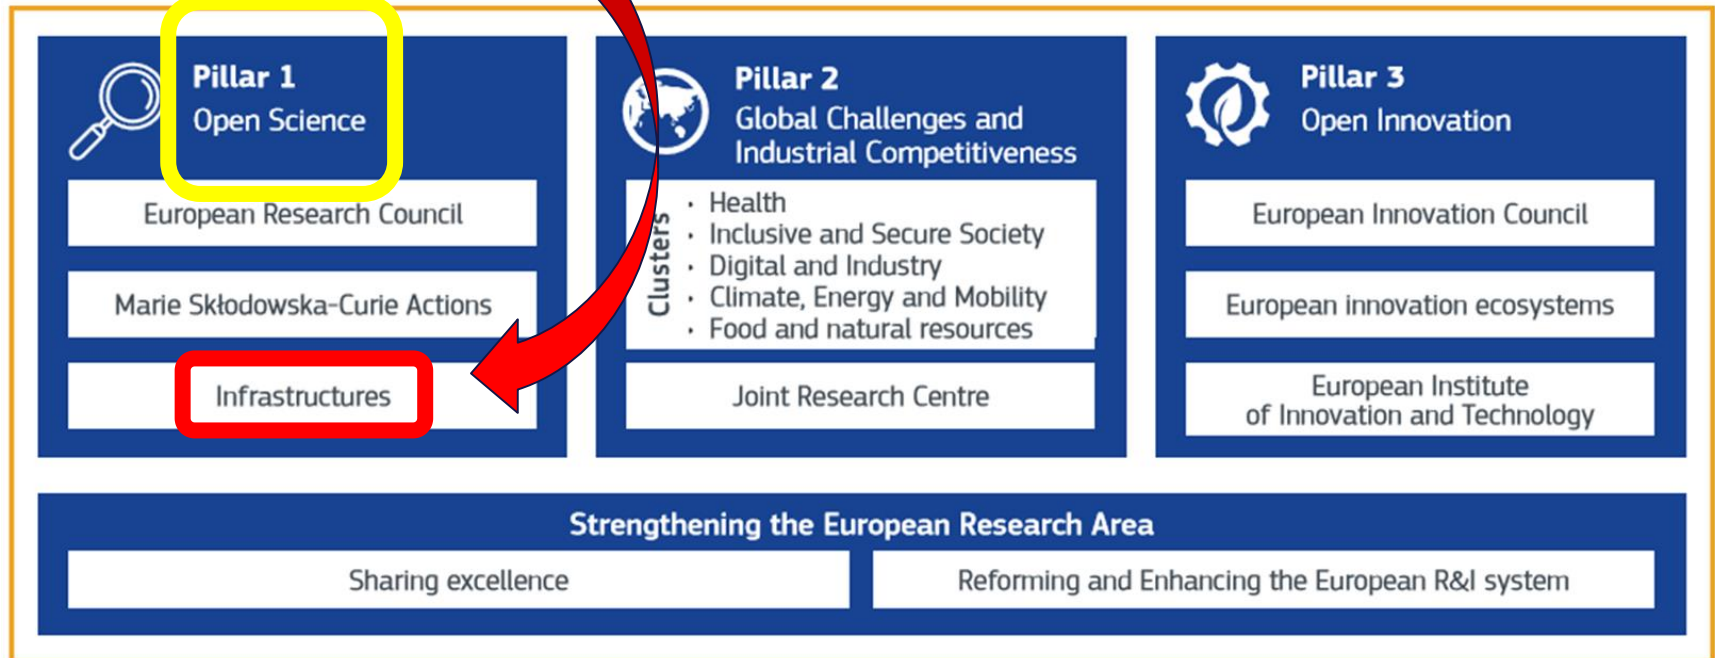 Pillar 1
Open Science
European Research Council
Marie Skłodowska-Curie Actions
Infrastructures
Pillar 2
Global Challenges and
Industrial Competitiveness
Clusters
· Health
· Inclusive and Secure Society
· Digital and Industry
· Climate, Energy and Mobility
· Food and natural resources
Joint Research Centre
Pillar 3
Open Innovation
European Innovation Council
European innovation ecosystems
European Institute
of Innovation and Technology
Strengthening the European Research Area
Sharing excellence
Reforming and Enhancing the European R&I system